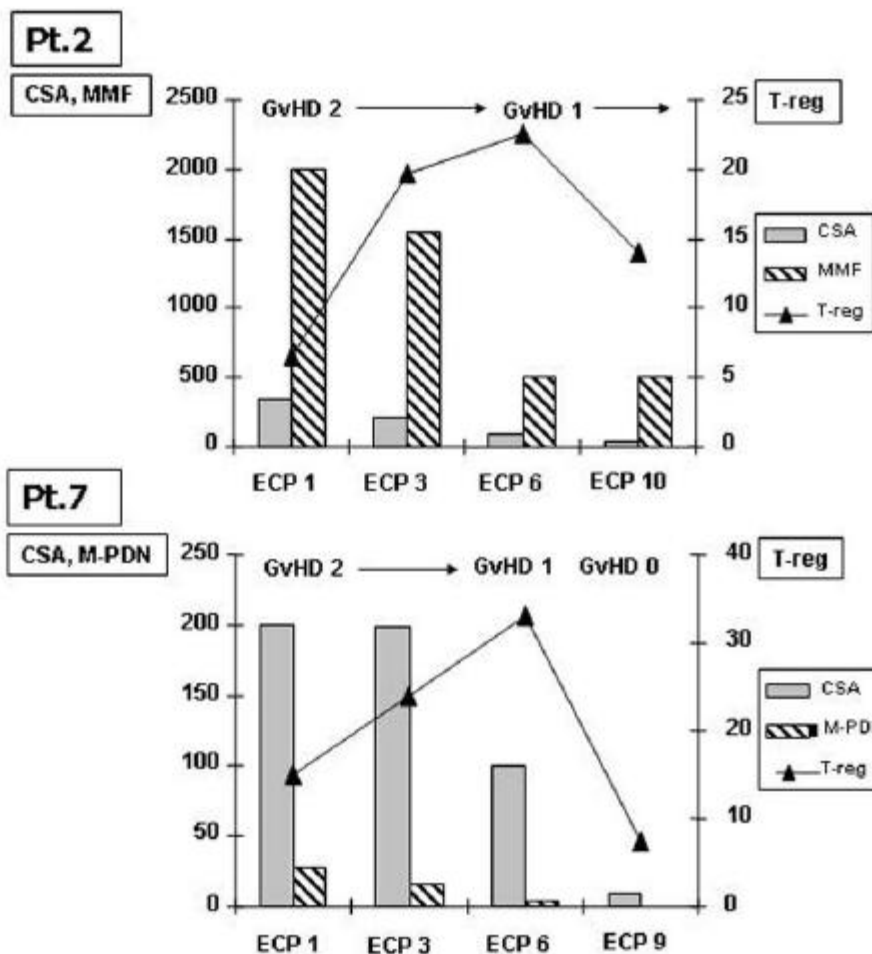 Pt.2
CSA, MMF
T-reg
GvHD 2 GvHD 1
2500
2000
1500
1000
500
0
25
20
15
10
5
0
CSA
MMF
T-reg
ECP 1 ECP 3 ECP 6 ECP 10
Pt.7
CSA, M-PDN
T-reg
GvHD 2 GvHD 1 GvHD 0
250
200
150
100
50
0
40
30
20
10
0
CSA
M-PD
T-reg
ECP 1 ECP 3 ECP 6 ECP 9